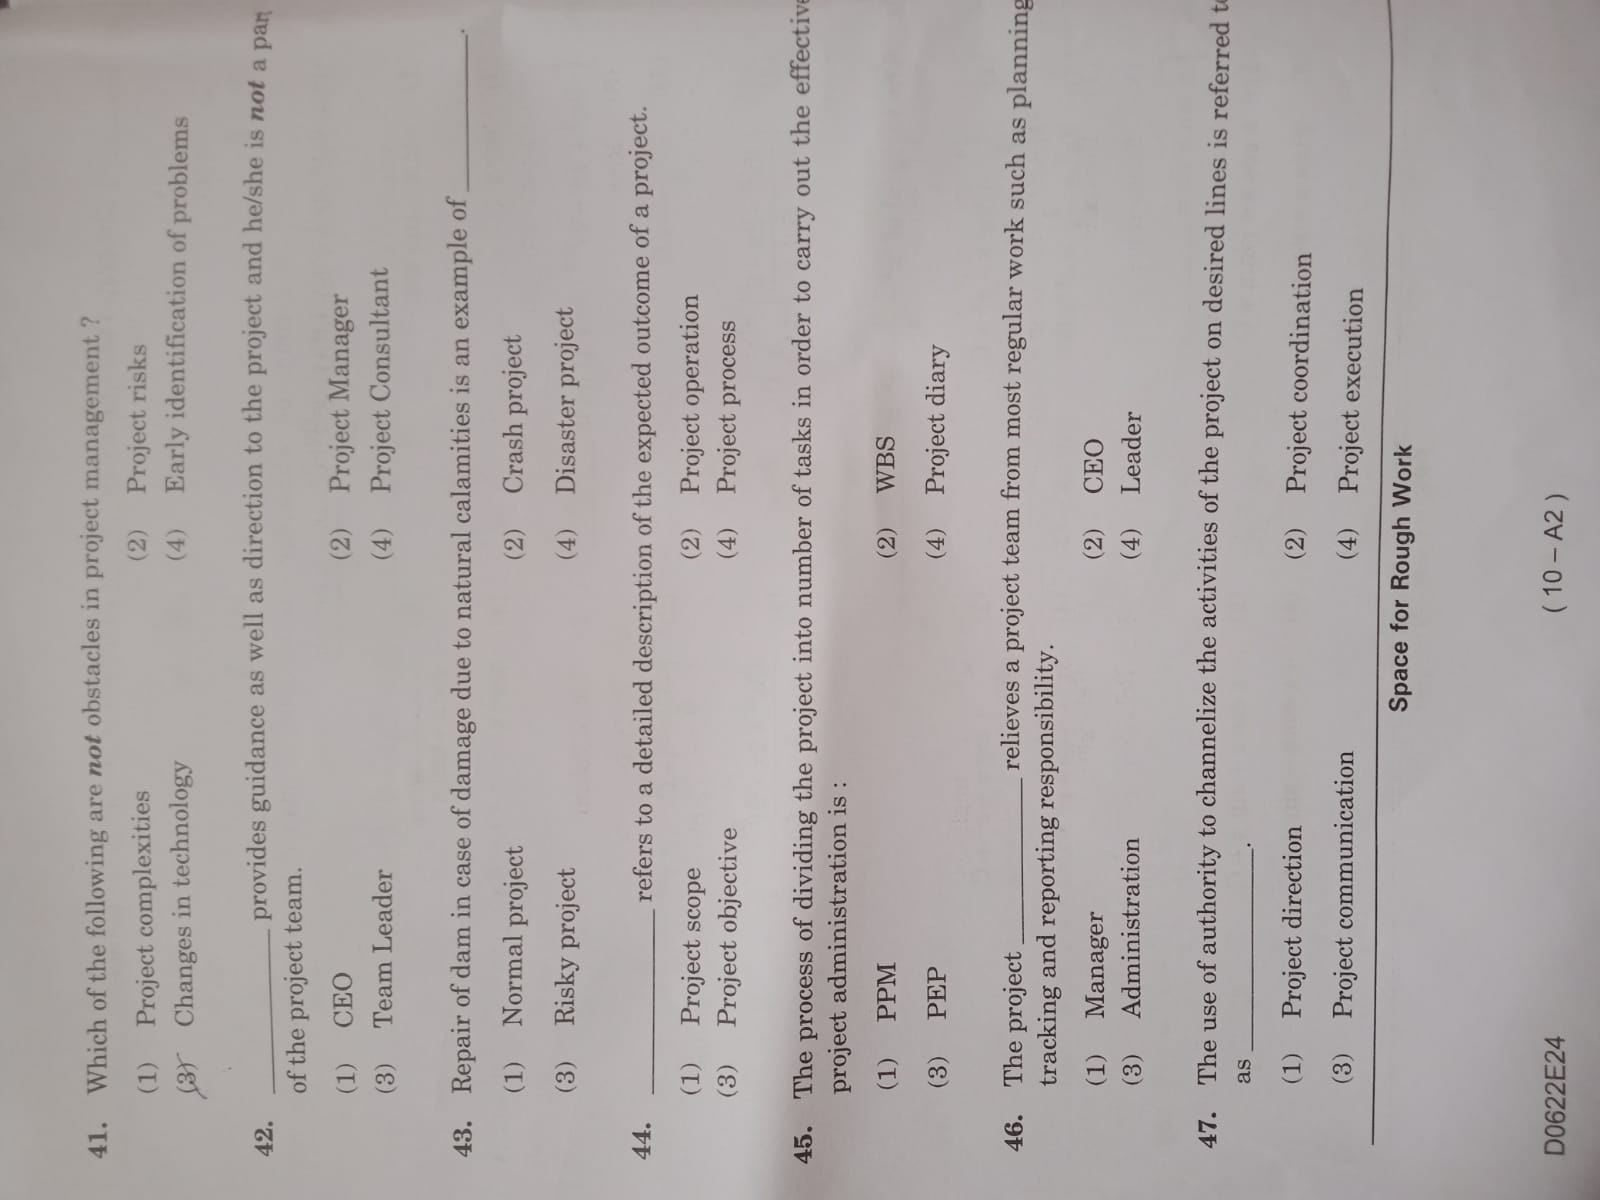 41. Which of the following are not obstacles in project management ?
(1) Project complexities (2) Project risks
(3) Changes in technology (4) Early identification of problems
42. __________ provides guidance as well as direction to the project and he/she is not a
of the project team.
(1) CEO (2) Project Manager
(3) Team Leader (4) Project Consultant
43. Repair of dam in case of damage due to natural calamities is an example of __________.
(1) Normal project (2) Crash project
(3) Risky project (4) Disaster project
44. __________ refers to a detailed description of the expected outcome of a project.
(1) Project scope (2) Project operation
(3) Project objective (4) Project process
45. The process of dividing the project into number of tasks in order to carry out the effective
project administration is :
(1) PPM (2) WBS
(3) PEP (4) Project diary
46. The project __________ relieves a project team from most regular work such as planning
tracking and reporting responsibility.
(1) Manager (2) CEO
(3) Administration (4) Leader
47. The use of authority to channelize the activities of the project on desired lines is referred to
as __________.
(1) Project direction (2) Project coordination
(3) Project communication (4) Project execution
Space for Rough Work
D0622E24 ( 10 – A2 )